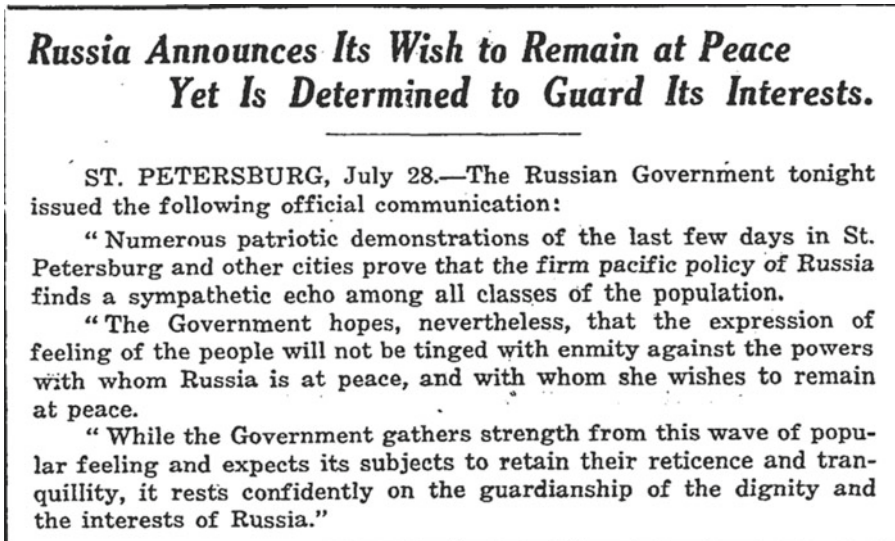 Russia Announces Its Wish to Remain at Peace
Yet Is Determined to Guard Its Interests.
ST. PETERSBURG, July 28.—The Russian Government tonight
issued the following official communication:
"Numerous patriotic demonstrations of the last few days in St.
Petersburg and other cities prove that the firm pacific policy of Russia
finds a sympathetic echo among all classes of the population.
"The Government hopes, nevertheless, that the expression of
feeling of the people will not be tinged with enmity against the powers
with whom Russia is at peace, and with whom she wishes to remain
at peace.
"While the Government gathers strength from this wave of popu-
lar feeling and expects its subjects to retain their reticence and tran-
quillity, it rests confidently on the guardianship of the dignity and
the interests of Russia."